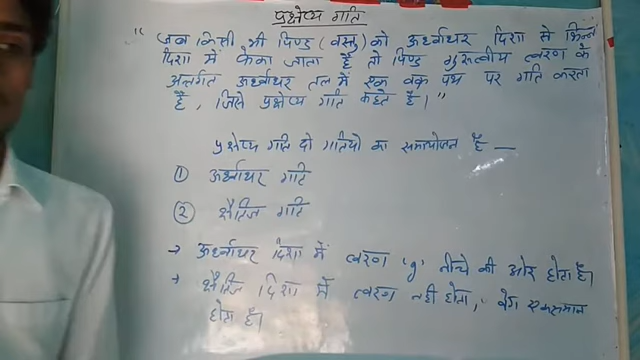 प्रक्षेप्य गति
"जब किसी भी पिण्ड (वस्तु) को ऊर्ध्वाधर दिशा से भिन्न
दिशा में फेंका जाता है तो पिण्ड गुरुत्वीय त्वरण के
अन्तर्गत ऊर्ध्वाधर तल में एक वक्र पथ पर गति करता
है, जिसे प्रक्षेप्य गति कहते हैं।"
प्रक्षेप्य गति दो गतियो का समायोजन है —
① ऊर्ध्वाधर गति
② क्षैतिज गति
→ ऊर्ध्वाधर दिशा में त्वरण 'g' नीचे की ओर होता है।
→ क्षैतिज दिशा में त्वरण नही होता, वेग एकसमान
होता है।